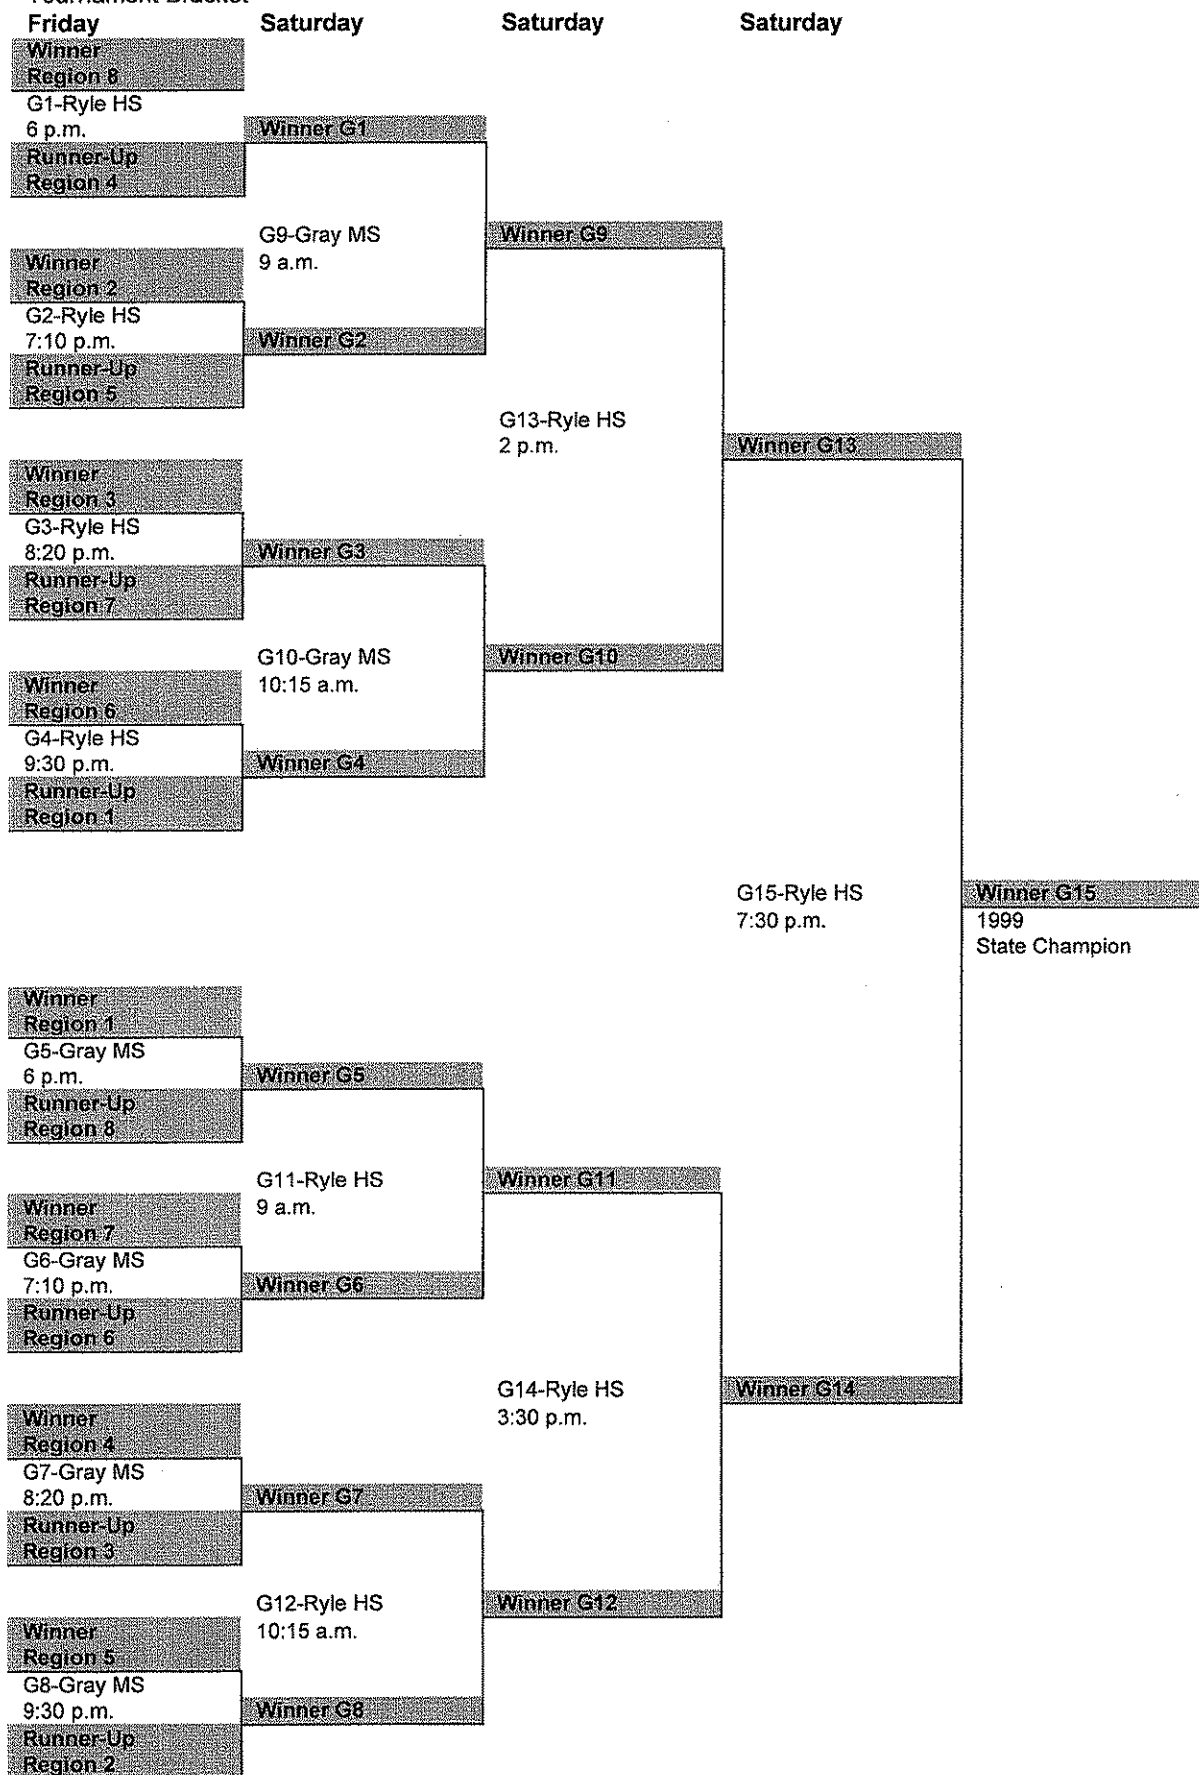 Tournament Bracket
Friday
Saturday
Saturday
Saturday
Winner
Region 8
G1-Ryle HS
6 p.m.
Runner-Up
Region 4
Winner
Region 2
G2-Ryle HS
7:10 p.m.
Runner-Up
Region 5
Winner
Region 3
G3-Ryle HS
8:20 p.m.
Runner-Up
Region 7
Winner
Region 6
G4-Ryle HS
9:30 p.m.
Runner-Up
Region 1
Winner
Region 1
G5-Gray MS
6 p.m.
Runner-Up
Region 8
Winner
Region 7
G6-Gray MS
7:10 p.m.
Runner-Up
Region 6
Winner
Region 4
G7-Gray MS
8:20 p.m.
Runner-Up
Region 3
Winner
Region 5
G8-Gray MS
9:30 p.m.
Runner-Up
Region 2
Winner G1
G9-Gray MS
9 a.m.
Winner G2
Winner G3
G10-Gray MS
10:15 a.m.
Winner G4
Winner G5
G11-Ryle HS
9 a.m.
Winner G6
Winner G7
G12-Ryle HS
10:15 a.m.
Winner G8
Winner G9
G13-Ryle HS
2 p.m.
Winner G10
Winner G11
G14-Ryle HS
3:30 p.m.
Winner G12
Winner G13
G15-Ryle HS
7:30 p.m.
Winner G14
Winner G15
1999
State Champion